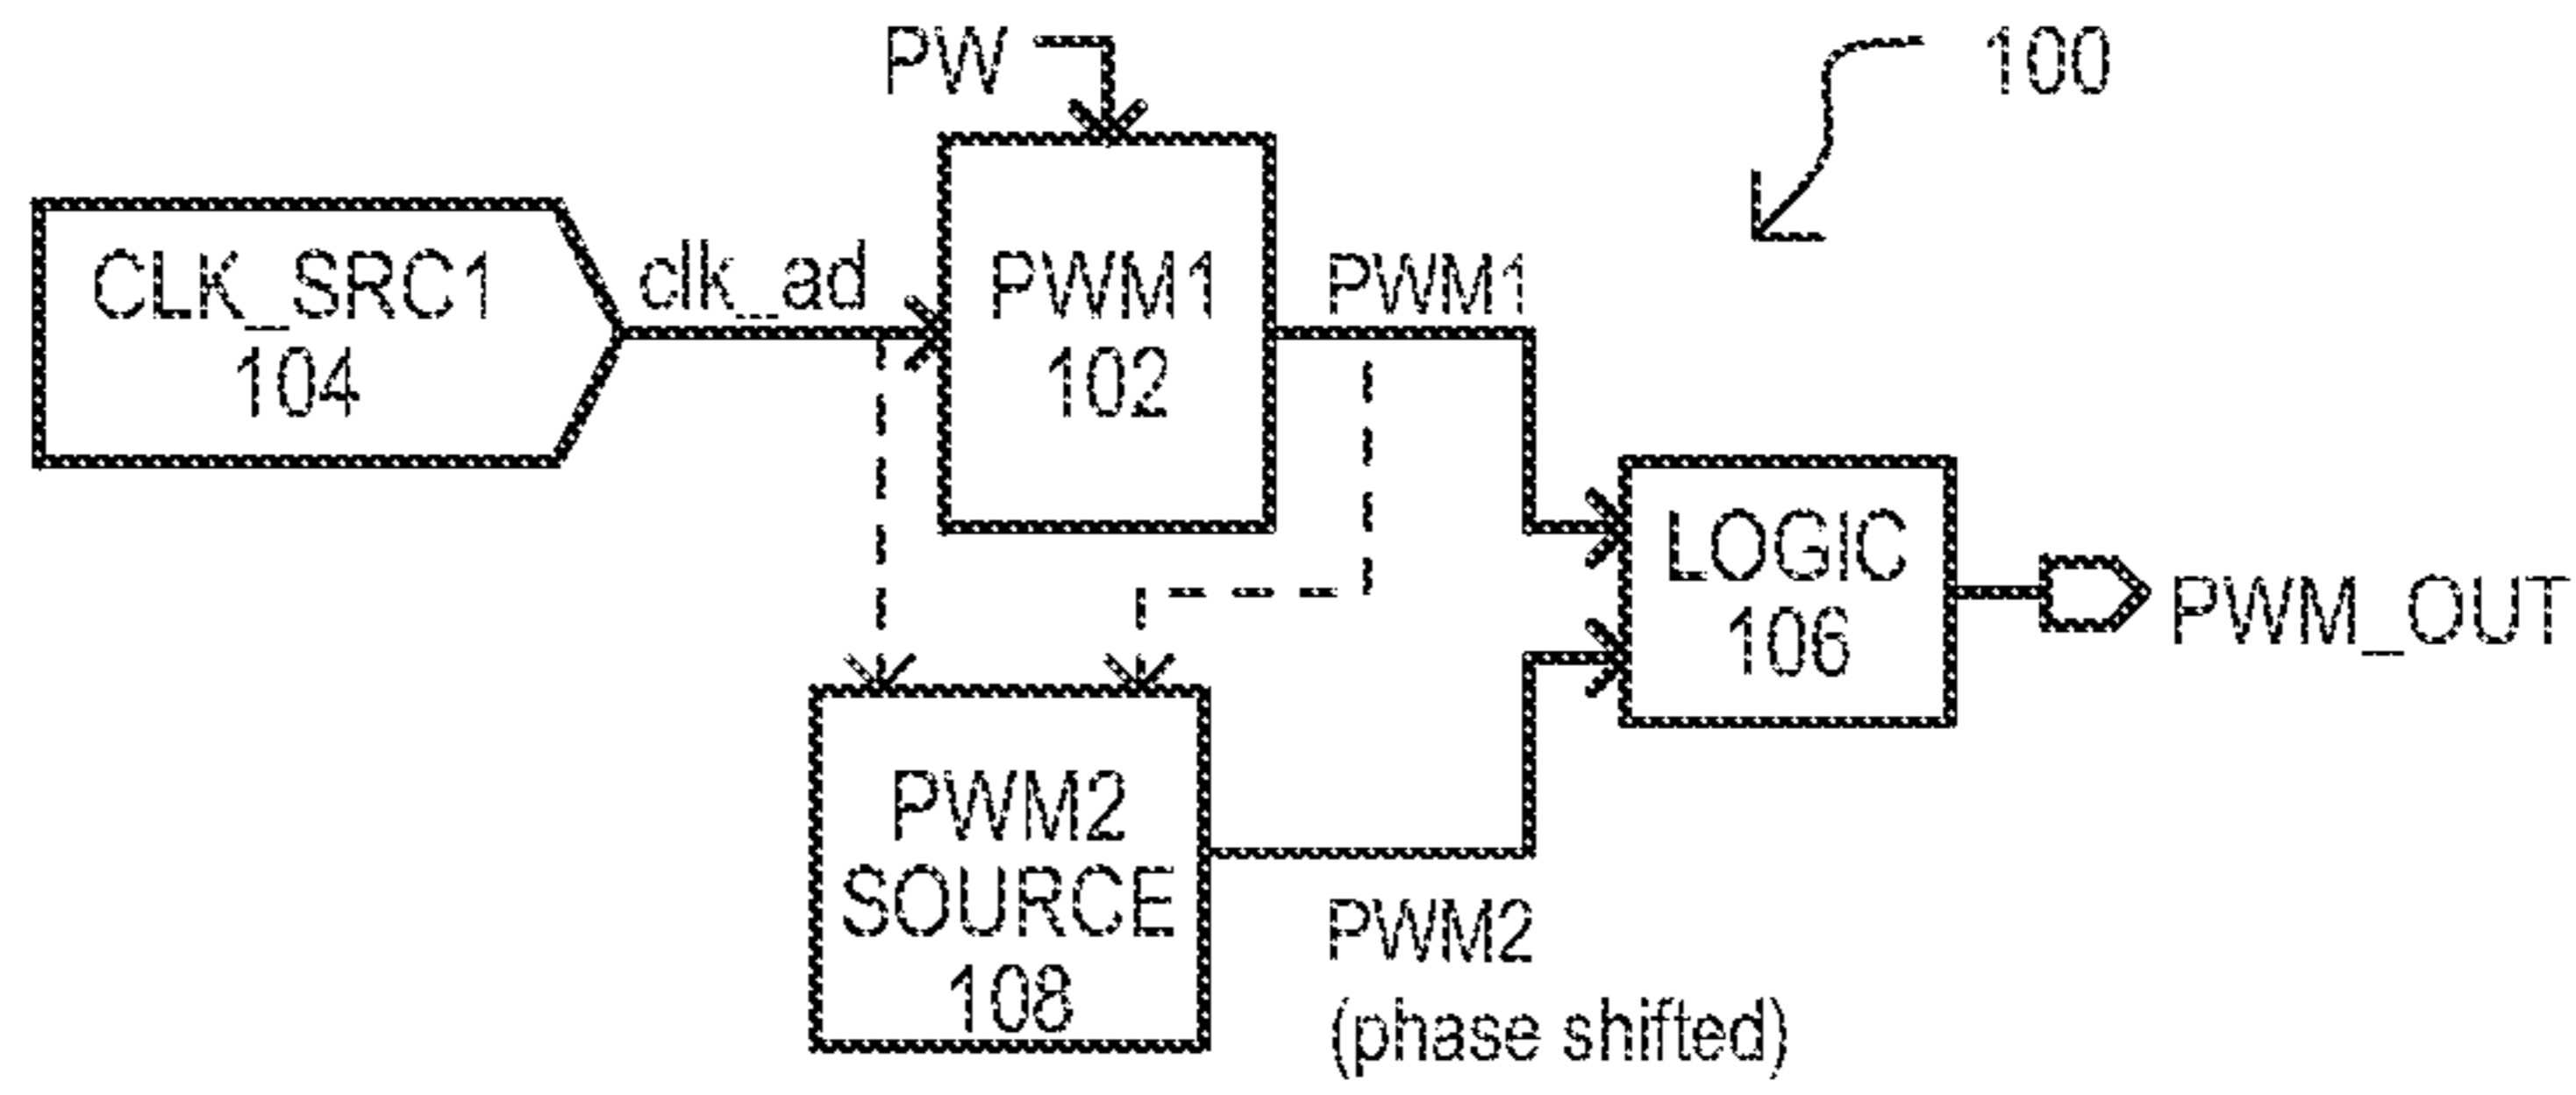 PW
100
CLK_SRC1
104
clk_ad
PWM1
102
PWM1
LOGIC
106
PWM_OUT
PWM2
SOURCE
108
PWM2
(phase shifted)